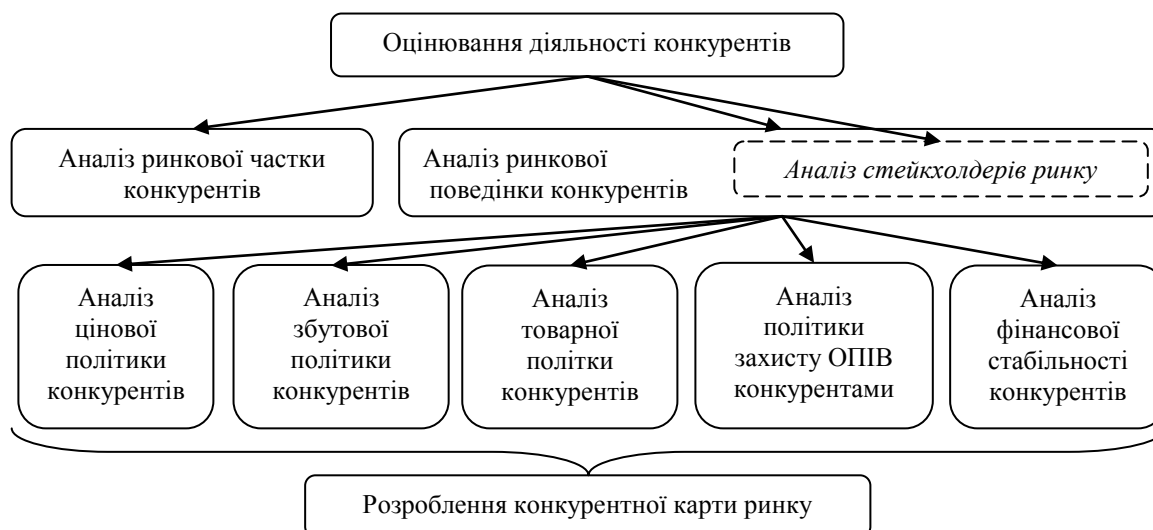 Оцінювання діяльності конкурентів
Аналіз ринкової частки
конкурентів
Аналіз ринкової
поведінки конкурентів
Аналіз стейкхолдерів ринку
Аналіз
цінової
політики
конкурентів
Аналіз
збутової
політики
конкурентів
Аналіз
товарної
політки
конкурентів
Аналіз
політики
захисту ОПІВ
конкурентами
Аналіз
фінансової
стабільності
конкурентів
Розроблення конкурентної карти ринку